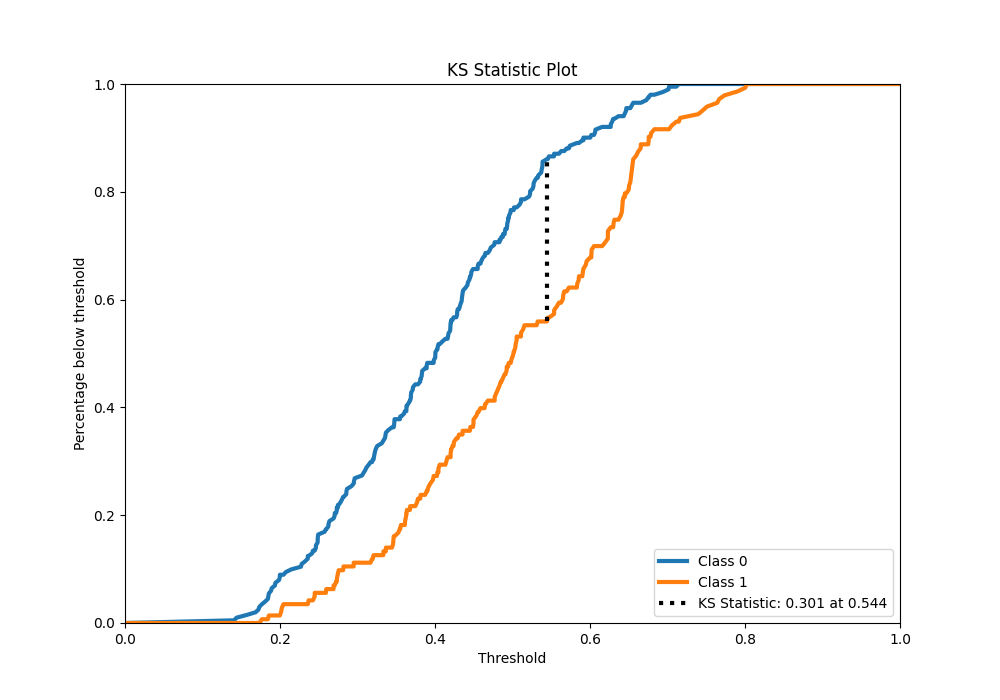 KS Statistic Plot
1.0
0.8
0.6
0.4
0.2
0.0
Percentage below threshold
Class 0
Class 1
KS Statistic: 0.301 at 0.544
0.0 0.2 0.4 0.6 0.8 1.0
Threshold